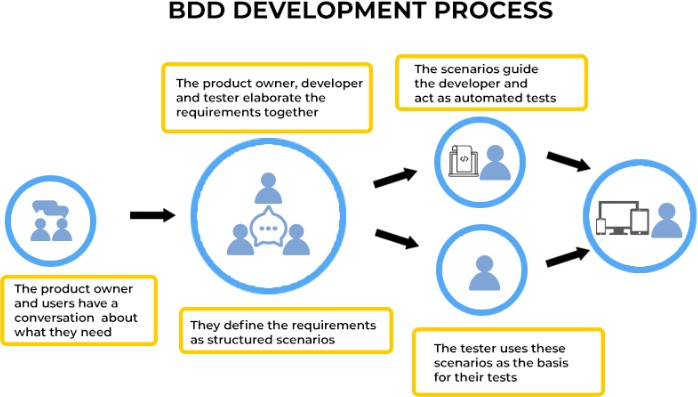 BDD DEVELOPMENT PROCESS
The product owner, developer
and tester elaborate the
requirements together
The scenarios guide
the developer and
act as automated tests
</>
The product owner
and users have a
conversation about
what they need
They define the requirements
as structured scenarios
The tester uses these
scenarios as the basis
for their tests